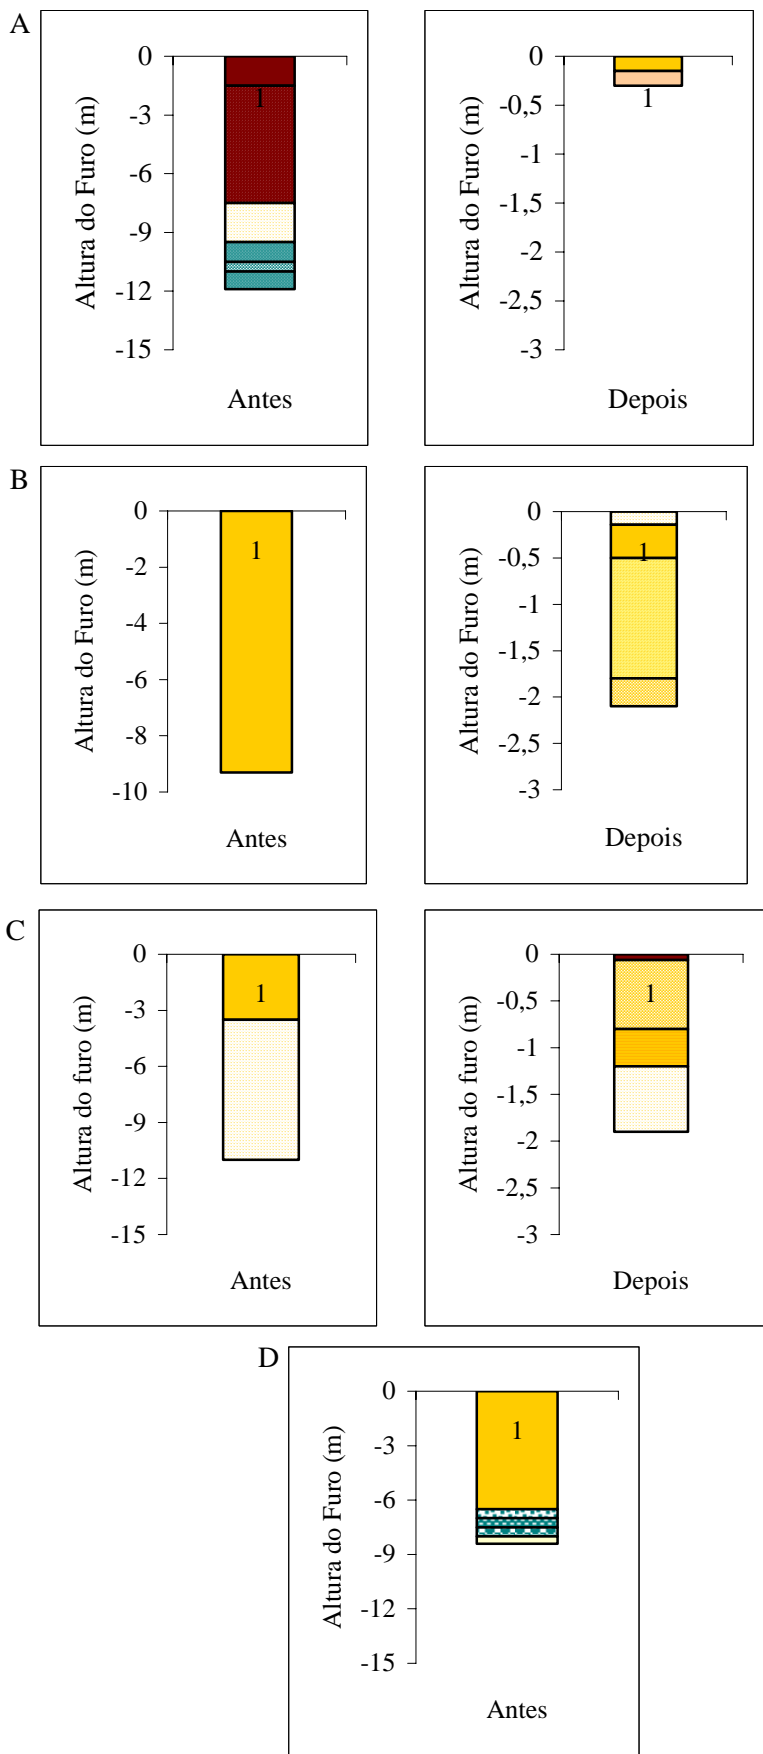 A
Altura do Furo (m)
0
-3
-6
-9
-12
-15
1
Antes
Altura do Furo (m)
0
-0,5
-1
-1,5
-2
-2,5
-3
1
Depois
B
Altura do Furo (m)
0
-2
-4
-6
-8
-10
1
Antes
Altura do Furo (m)
0
-0,5
-1
-1,5
-2
-2,5
-3
1
Depois
C
Altura do furo (m)
0
-3
-6
-9
-12
-15
1
Antes
Altura do furo (m)
0
-0,5
-1
-1,5
-2
-2,5
-3
1
Depois
D
Altura do Furo (m)
0
-3
-6
-9
-12
-15
1
Antes